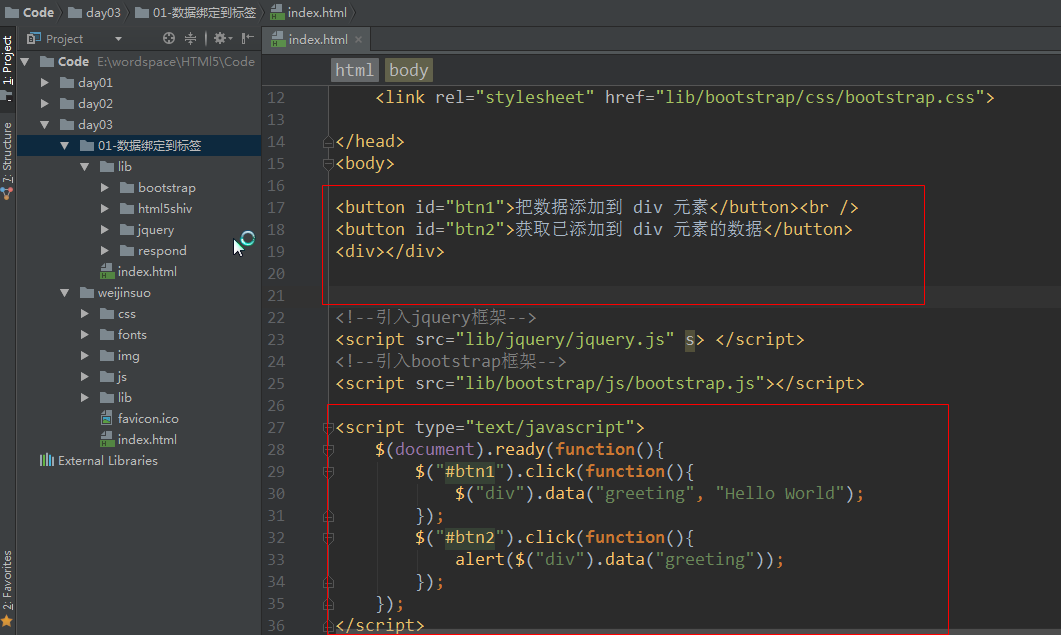 Code day03 01-数据绑定到标签 index.html
1: Project
7: Structure
2: Favorites
Project
Code E:\wordspace\HTMl5\Code
day01
day02
day03
01-数据绑定到标签
lib
bootstrap
html5shiv
jquery
respond
index.html
weijinsuo
css
fonts
img
js
lib
favicon.ico
index.html
External Libraries
index.html
html body
12 <link rel="stylesheet" href="lib/bootstrap/css/bootstrap.css">
13
14 </head>
15 <body>
16
17 <button id="btn1">把数据添加到 div 元素</button><br />
18 <button id="btn2">获取已添加到 div 元素的数据</button>
19 <div></div>
20
21
22 <!--引入jquery框架-->
23 <script src="lib/jquery/jquery.js" s> </script>
24 <!--引入bootstrap框架-->
25 <script src="lib/bootstrap/js/bootstrap.js"></script>
26
27 <script type="text/javascript">
28 $(document).ready(function(){
29 $("#btn1").click(function(){
30 $("div").data("greeting", "Hello World");
31 });
32 $("#btn2").click(function(){
33 alert($("div").data("greeting"));
34 });
35 });
36 </script>